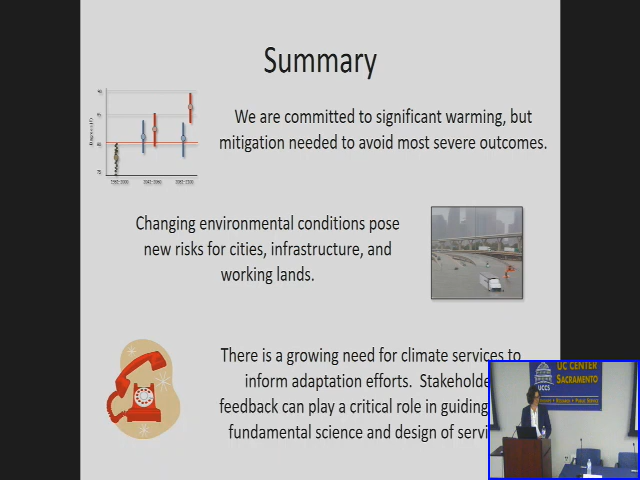 Summary
We are committed to significant warming, but
mitigation needed to avoid most severe outcomes.
Changing environmental conditions pose
new risks for cities, infrastructure, and
working lands.
There is a growing need for climate services to
inform adaptation efforts. Stakeholde
feedback can play a critical role in guiding
fundamental science and design of servi
UC CENTER
SACRAMENTO
UCCS